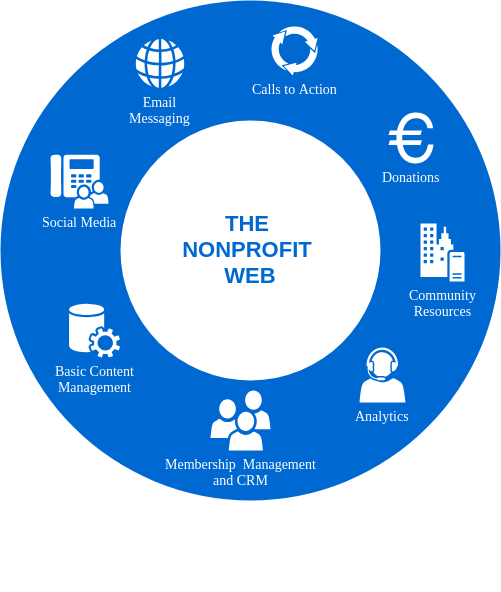 Calls to Action
Email
Messaging
Donations
Social Media
THE
NONPROFIT
WEB
Community
Resources
Basic Content
Management
Analytics
Membership  Management
and CRM